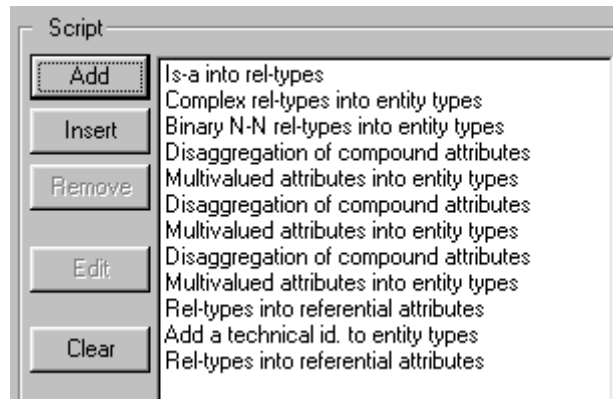 Script
Add
Insert
Remove
Edit
Clear
Is-a into rel-types
Complex rel-types into entity types
Binary N-N rel-types into entity types
Disaggregation of compound attributes
Multivalued attributes into entity types
Disaggregation of compound attributes
Multivalued attributes into entity types
Disaggregation of compound attributes
Multivalued attributes into entity types
Rel-types into referential attributes
Add a technical id. to entity types
Rel-types into referential attributes